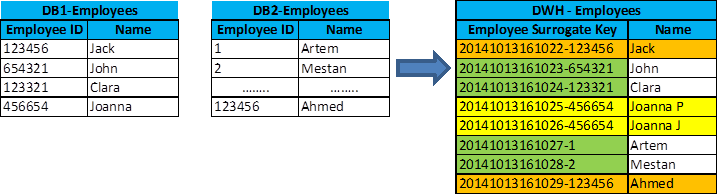 DB1-Employees
Employee ID Name
123456 Jack
654321 John
123321 Clara
456654 Joanna
DB2-Employees
Employee ID Name
1 Artem
2 Mestan
........ ........
123456 Ahmed
DWH - Employees
Employee Surrogate Key Name
20141013161022-123456 Jack
20141013161023-654321 John
20141013161024-123321 Clara
20141013161025-456654 Joanna P
20141013161026-456654 Joanna J
20141013161027-1 Artem
20141013161028-2 Mestan
20141013161029-123456 Ahmed